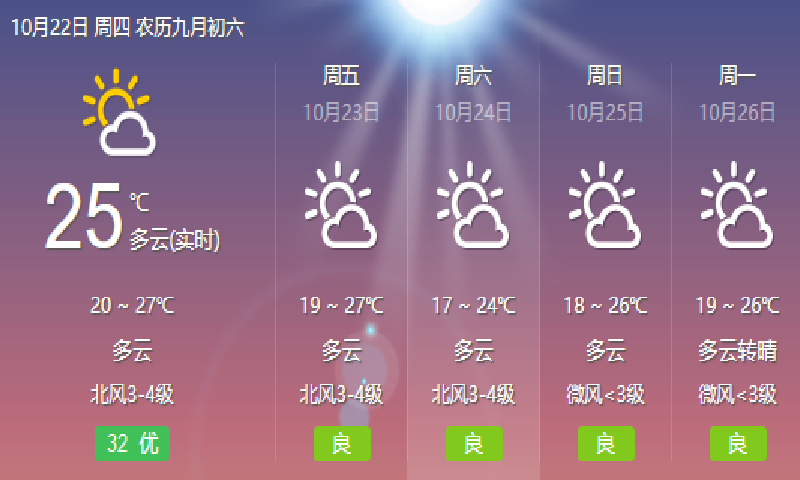 10月22日 周四 农历九月初六
25 ℃
多云(实时)
20 ~ 27℃
多云
北风3-4级
32 优
周五
10月23日
19 ~ 27℃
多云
北风3-4级
良
周六
10月24日
17 ~ 24℃
多云
北风3-4级
良
周日
10月25日
18 ~ 26℃
多云
微风<3级
良
周一
10月26日
19 ~ 26℃
多云转晴
微风<3级
良